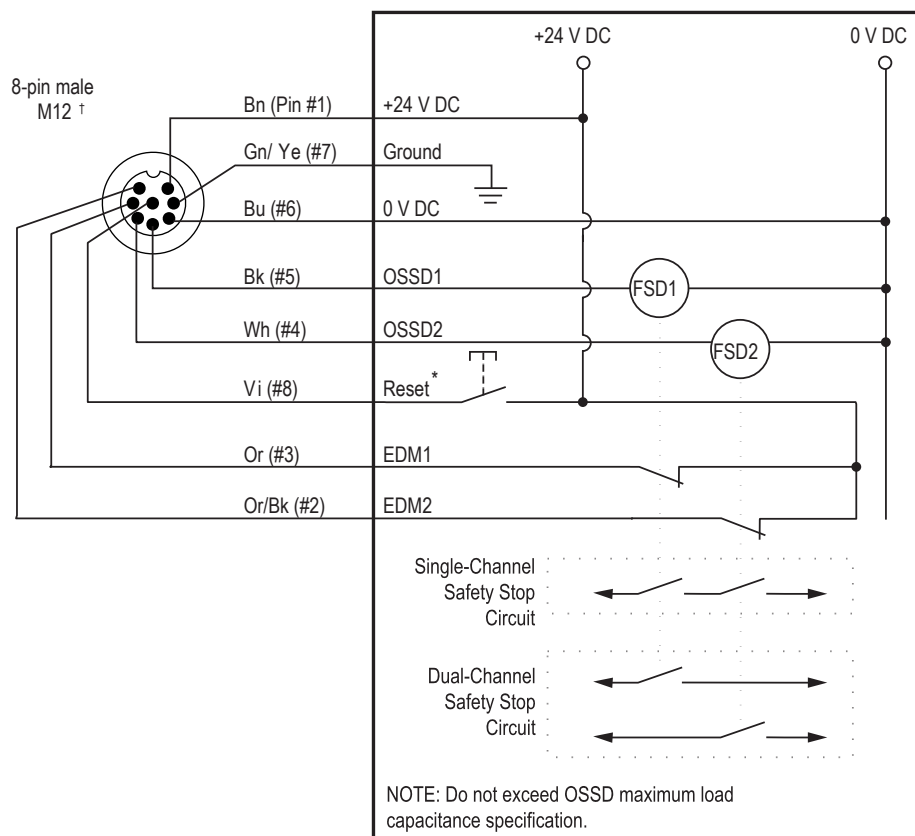 +24 V DC
0 V DC
8-pin male
M12 †
Bn (Pin #1)
+24 V DC
Gn/ Ye (#7)
Ground
Bu (#6)
0 V DC
Bk (#5)
OSSD1
FSD1
Wh (#4)
OSSD2
FSD2
Vi (#8)
Reset *
Or (#3)
EDM1
Or/Bk (#2)
EDM2
Single-Channel
Safety Stop
Circuit
Dual-Channel
Safety Stop
Circuit
NOTE: Do not exceed OSSD maximum load
capacitance specification.